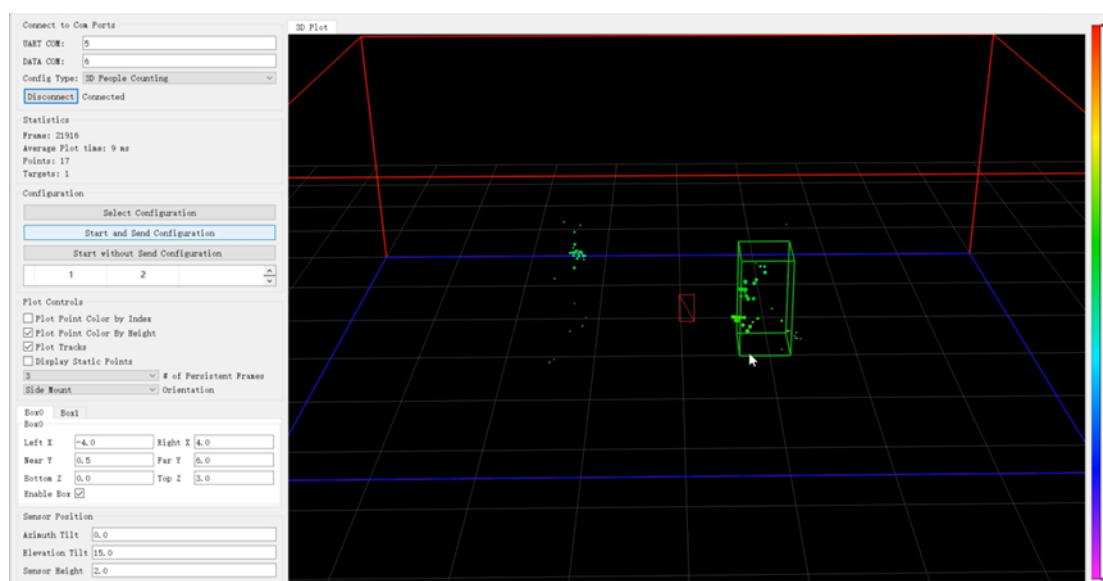 Connect to Com Ports
UART COM: 5
DATA COM: 6
Config Type: 3D People Counting
Disconnect Connected
Statistics
Frame: 21916
Average Plot time: 9 ms
Points: 17
Targets: 1
Configuration
Select Configuration
Start and Send Configuration
Start without Send Configuration
1 2
Plot Controls
Plot Point Color by Index
Plot Point Color By Height
Plot Tracks
Display Static Points
3 # of Persistent Frames
Side Mount Orientation
Box0 Box1
Box0
Left X -4.0 Right X 4.0
Near Y 0.5 Far Y 6.0
Bottom Z 0.0 Top Z 3.0
Enable Box
Sensor Position
Azimuth Tilt 0.0
Elevation Tilt 15.0
Sensor Height 2.0
3D Plot